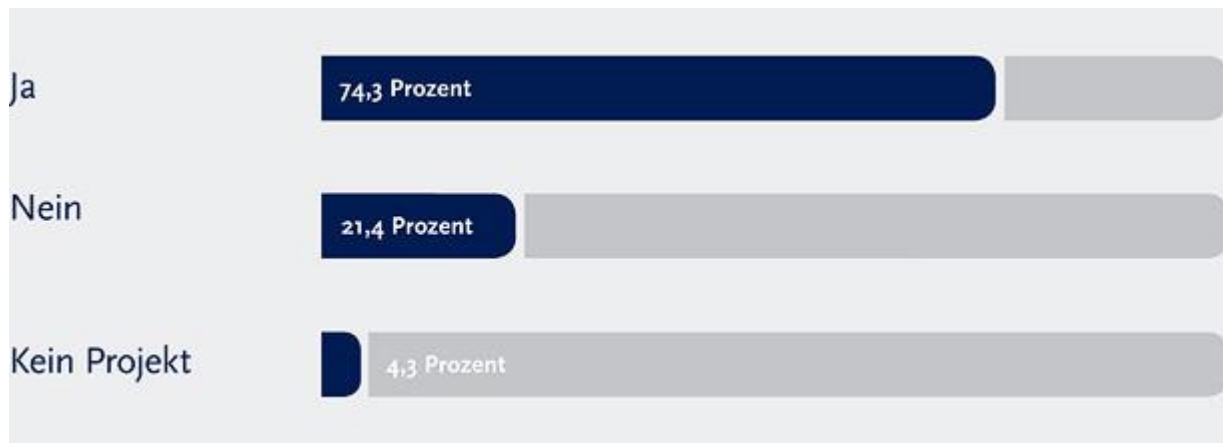 Ja
74,3 Prozent
Nein
21,4 Prozent
Kein Projekt
4,3 Prozent